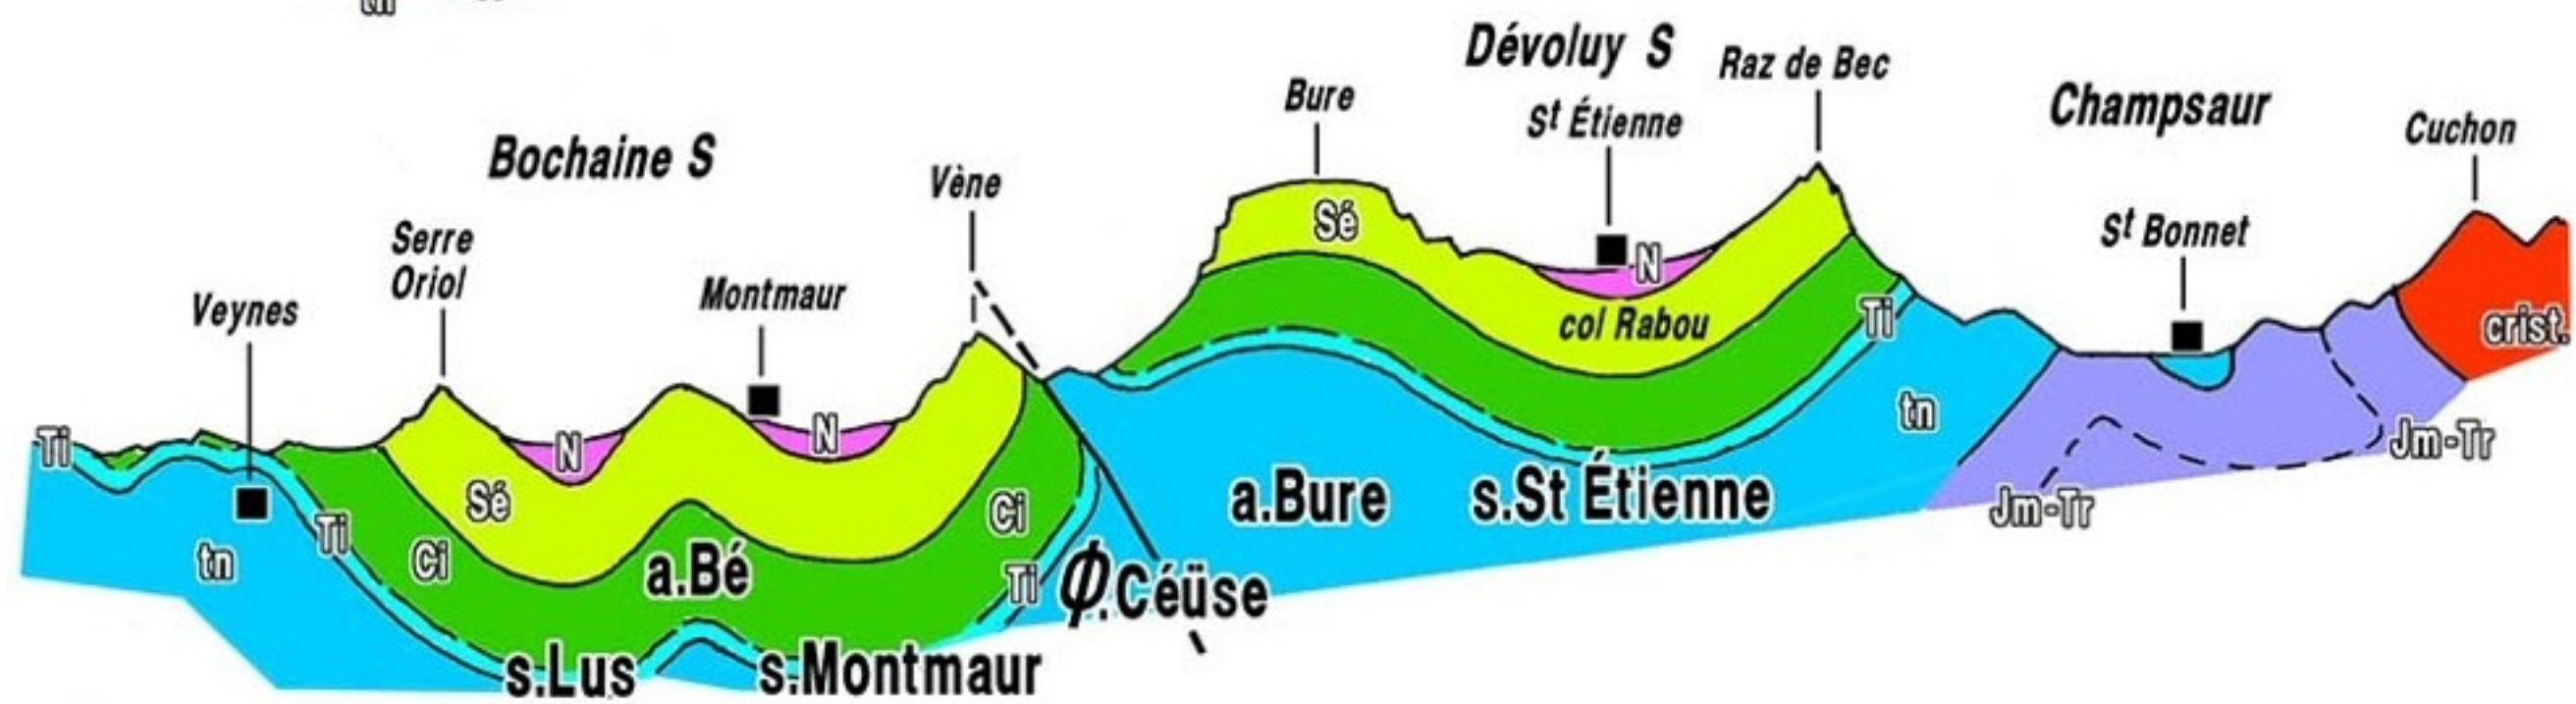 tn
Dévoluy S
Bure
St Étienne
Raz de Bec
Champsaur
Cuchon
Bochaine S
Vène
St Bonnet
Serre
Oriol
Veynes
Montmaur
Sé
N
col Rabou
Ti
crist.
tn
Ti
N
N
Sé
Ci
Jm-Tr
Jm-Tr
a.Bure
s.St Étienne
tn
Ti
Ci
a.Bé
Ti
ϕ.Céüse
s.Lus
s.Montmaur